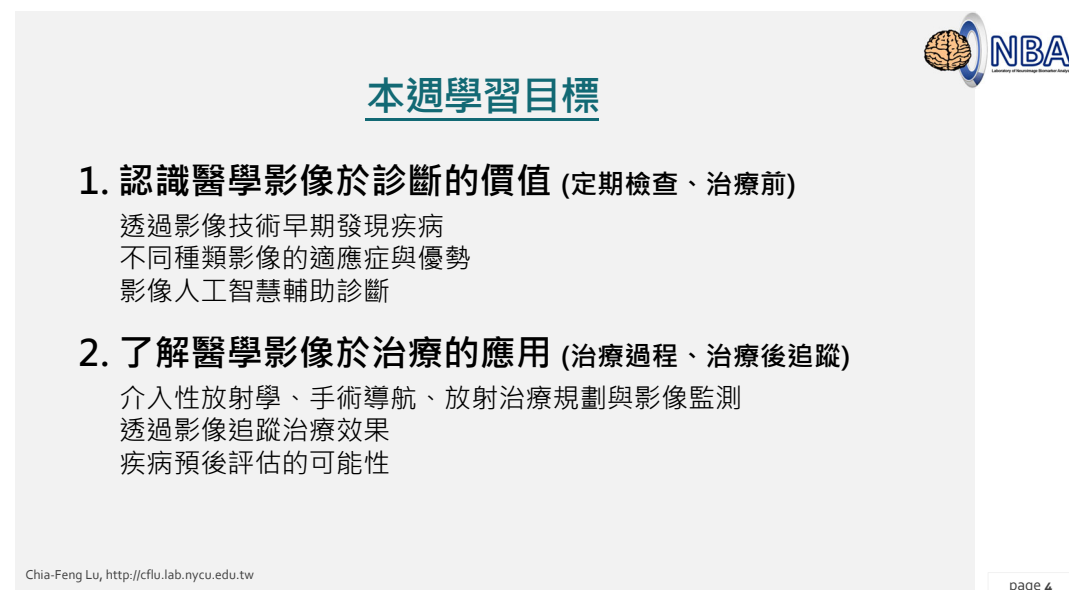 NBA
Laboratory of Neuroimage Biomarker Analysis
本週學習目標
1. 認識醫學影像於診斷的價值 (定期檢查、治療前)
透過影像技術早期發現疾病
不同種類影像的適應症與優勢
影像人工智慧輔助診斷
2. 了解醫學影像於治療的應用 (治療過程、治療後追蹤)
介入性放射學、手術導航、放射治療規劃與影像監測
透過影像追蹤治療效果
疾病預後評估的可能性
Chia-Feng Lu, http://cflu.lab.nycu.edu.tw
page 4